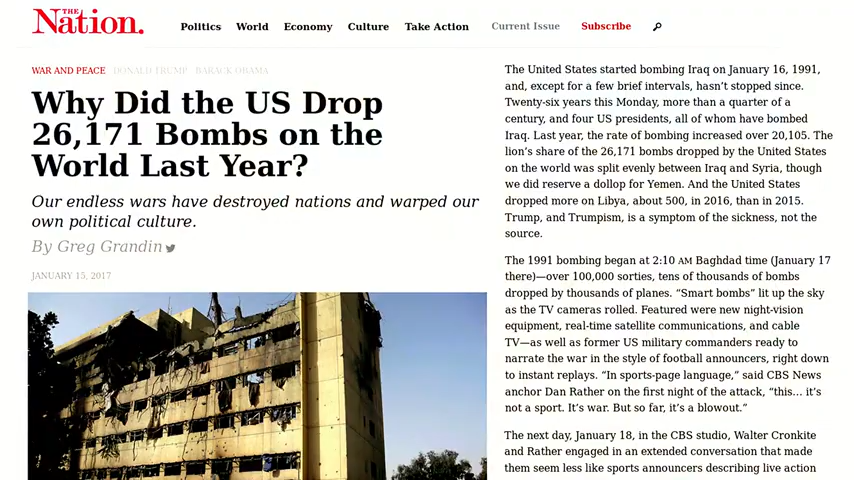 THE
Nation.
Politics World Economy Culture Take Action Current Issue Subscribe
WAR AND PEACE DONALD TRUMP BARACK OBAMA
Why Did the US Drop
26,171 Bombs on the
World Last Year?
Our endless wars have destroyed nations and warped our
own political culture.
By Greg Grandin
JANUARY 15, 2017
The United States started bombing Iraq on January 16, 1991,
and, except for a few brief intervals, hasn’t stopped since.
Twenty-six years this Monday, more than a quarter of a
century, and four US presidents, all of whom have bombed
Iraq. Last year, the rate of bombing increased over 20,105. The
lion’s share of the 26,171 bombs dropped by the United States
on the world was split evenly between Iraq and Syria, though
we did reserve a dollop for Yemen. And the United States
dropped more on Libya, about 500, in 2016, than in 2015.
Trump, and Trumpism, is a symptom of the sickness, not the
source.
The 1991 bombing began at 2:10 AM Baghdad time (January 17
there)—over 100,000 sorties, tens of thousands of bombs
dropped by thousands of planes. “Smart bombs” lit up the sky
as the TV cameras rolled. Featured were new night-vision
equipment, real-time satellite communications, and cable
TV—as well as former US military commanders ready to
narrate the war in the style of football announcers, right down
to instant replays. “In sports-page language,” said CBS News
anchor Dan Rather on the first night of the attack, “this… it’s
not a sport. It’s war. But so far, it’s a blowout.”
The next day, January 18, in the CBS studio, Walter Cronkite
and Rather engaged in an extended conversation that made
them seem less like sports announcers describing live action